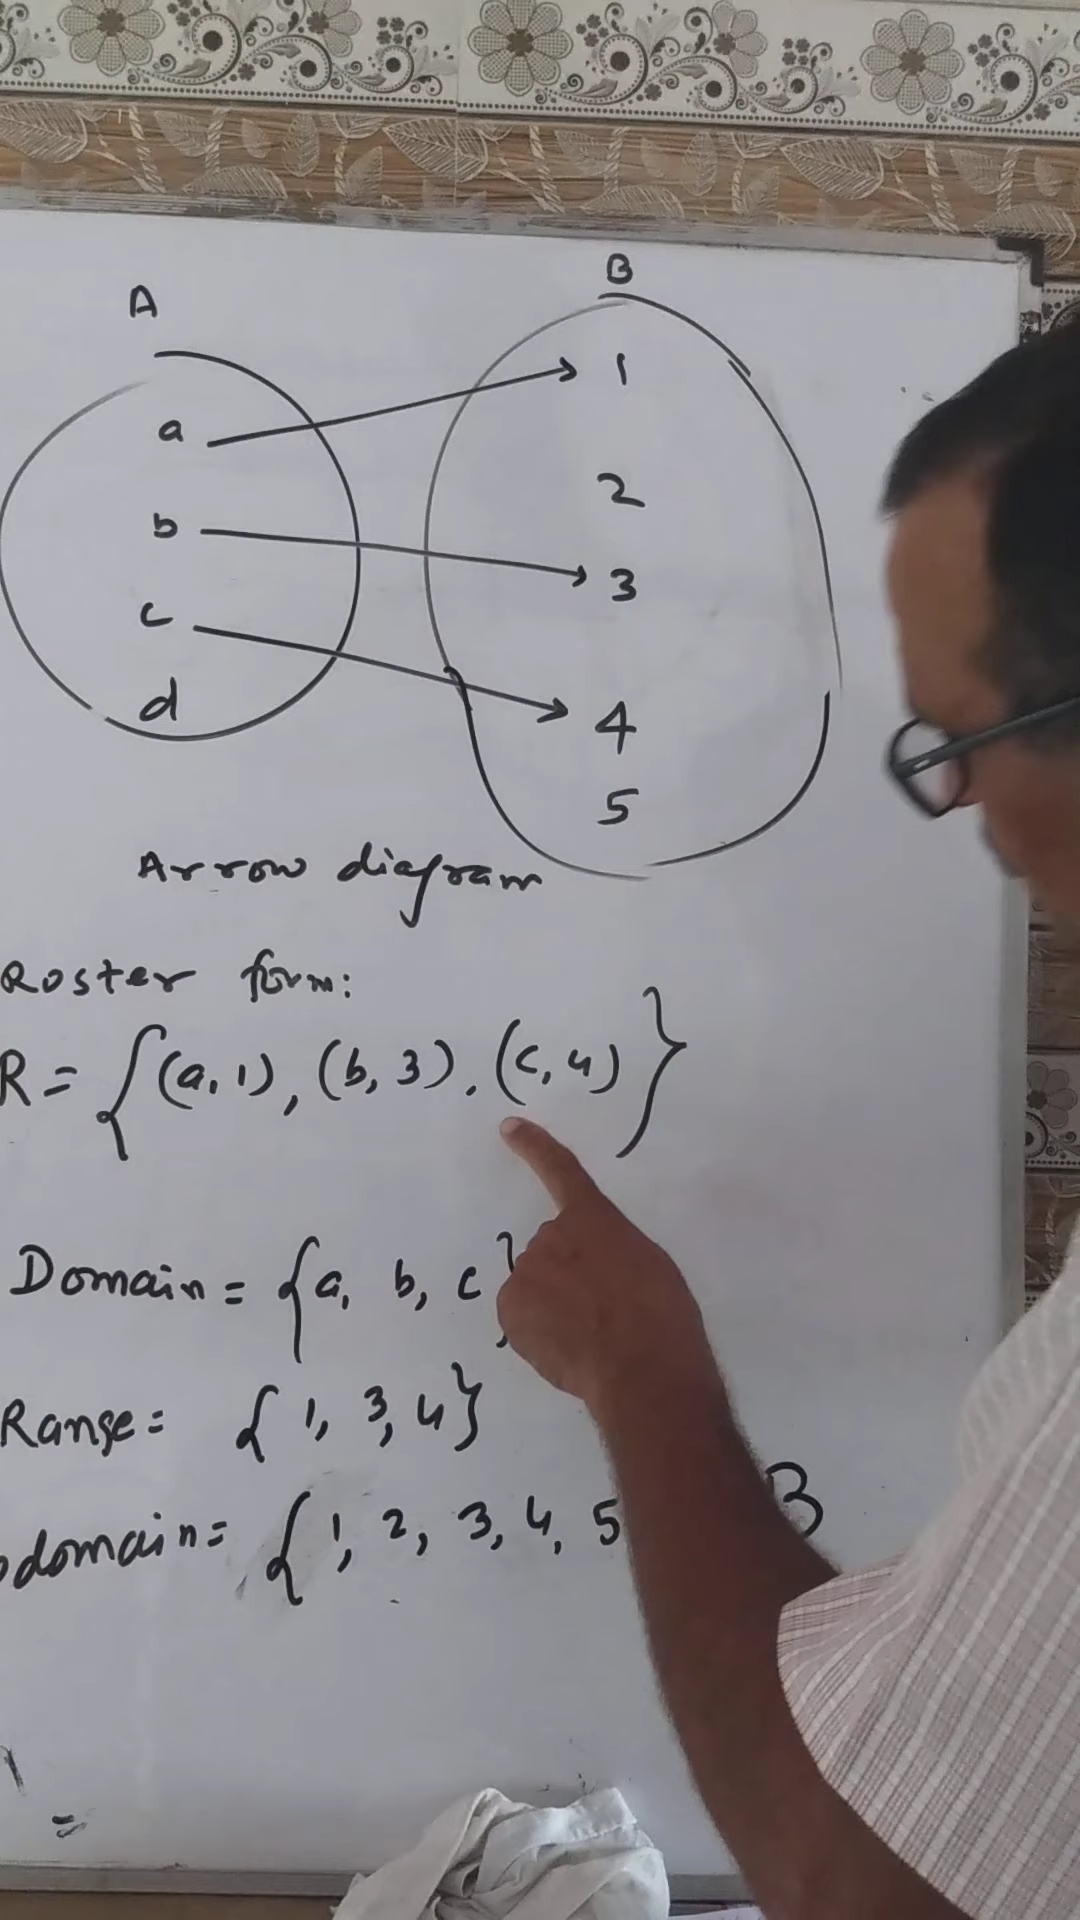 A B
a 1
2
b 3
c 4
d
5
Arrow diagram
Roster form:
R = {(a, 1), (b, 3), (c, 4)}
Domain = {a, b, c}
Range = {1, 3, 4}
odomain = {1, 2, 3, 4, 5
=